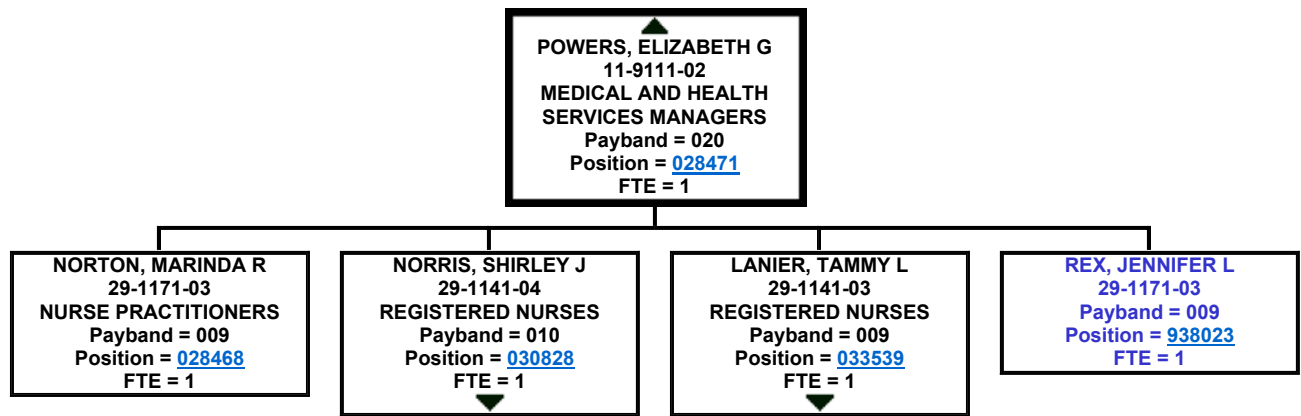 POWERS, ELIZABETH G
11-9111-02
MEDICAL AND HEALTH
SERVICES MANAGERS
Payband = 020
Position = 028471
FTE = 1
NORTON, MARINDA R
29-1171-03
NURSE PRACTITIONERS
Payband = 009
Position = 028468
FTE = 1
NORRIS, SHIRLEY J
29-1141-04
REGISTERED NURSES
Payband = 010
Position = 030828
FTE = 1
LANIER, TAMMY L
29-1141-03
REGISTERED NURSES
Payband = 009
Position = 033539
FTE = 1
REX, JENNIFER L
29-1171-03
Payband = 009
Position = 938023
FTE = 1